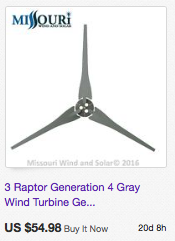 MISSOURI
WIND AND SOLAR
Missouri Wind and Solar© 2016
3 Raptor Generation 4 Gray
Wind Turbine Ge...
US $54.98 Buy It Now
20d 8h